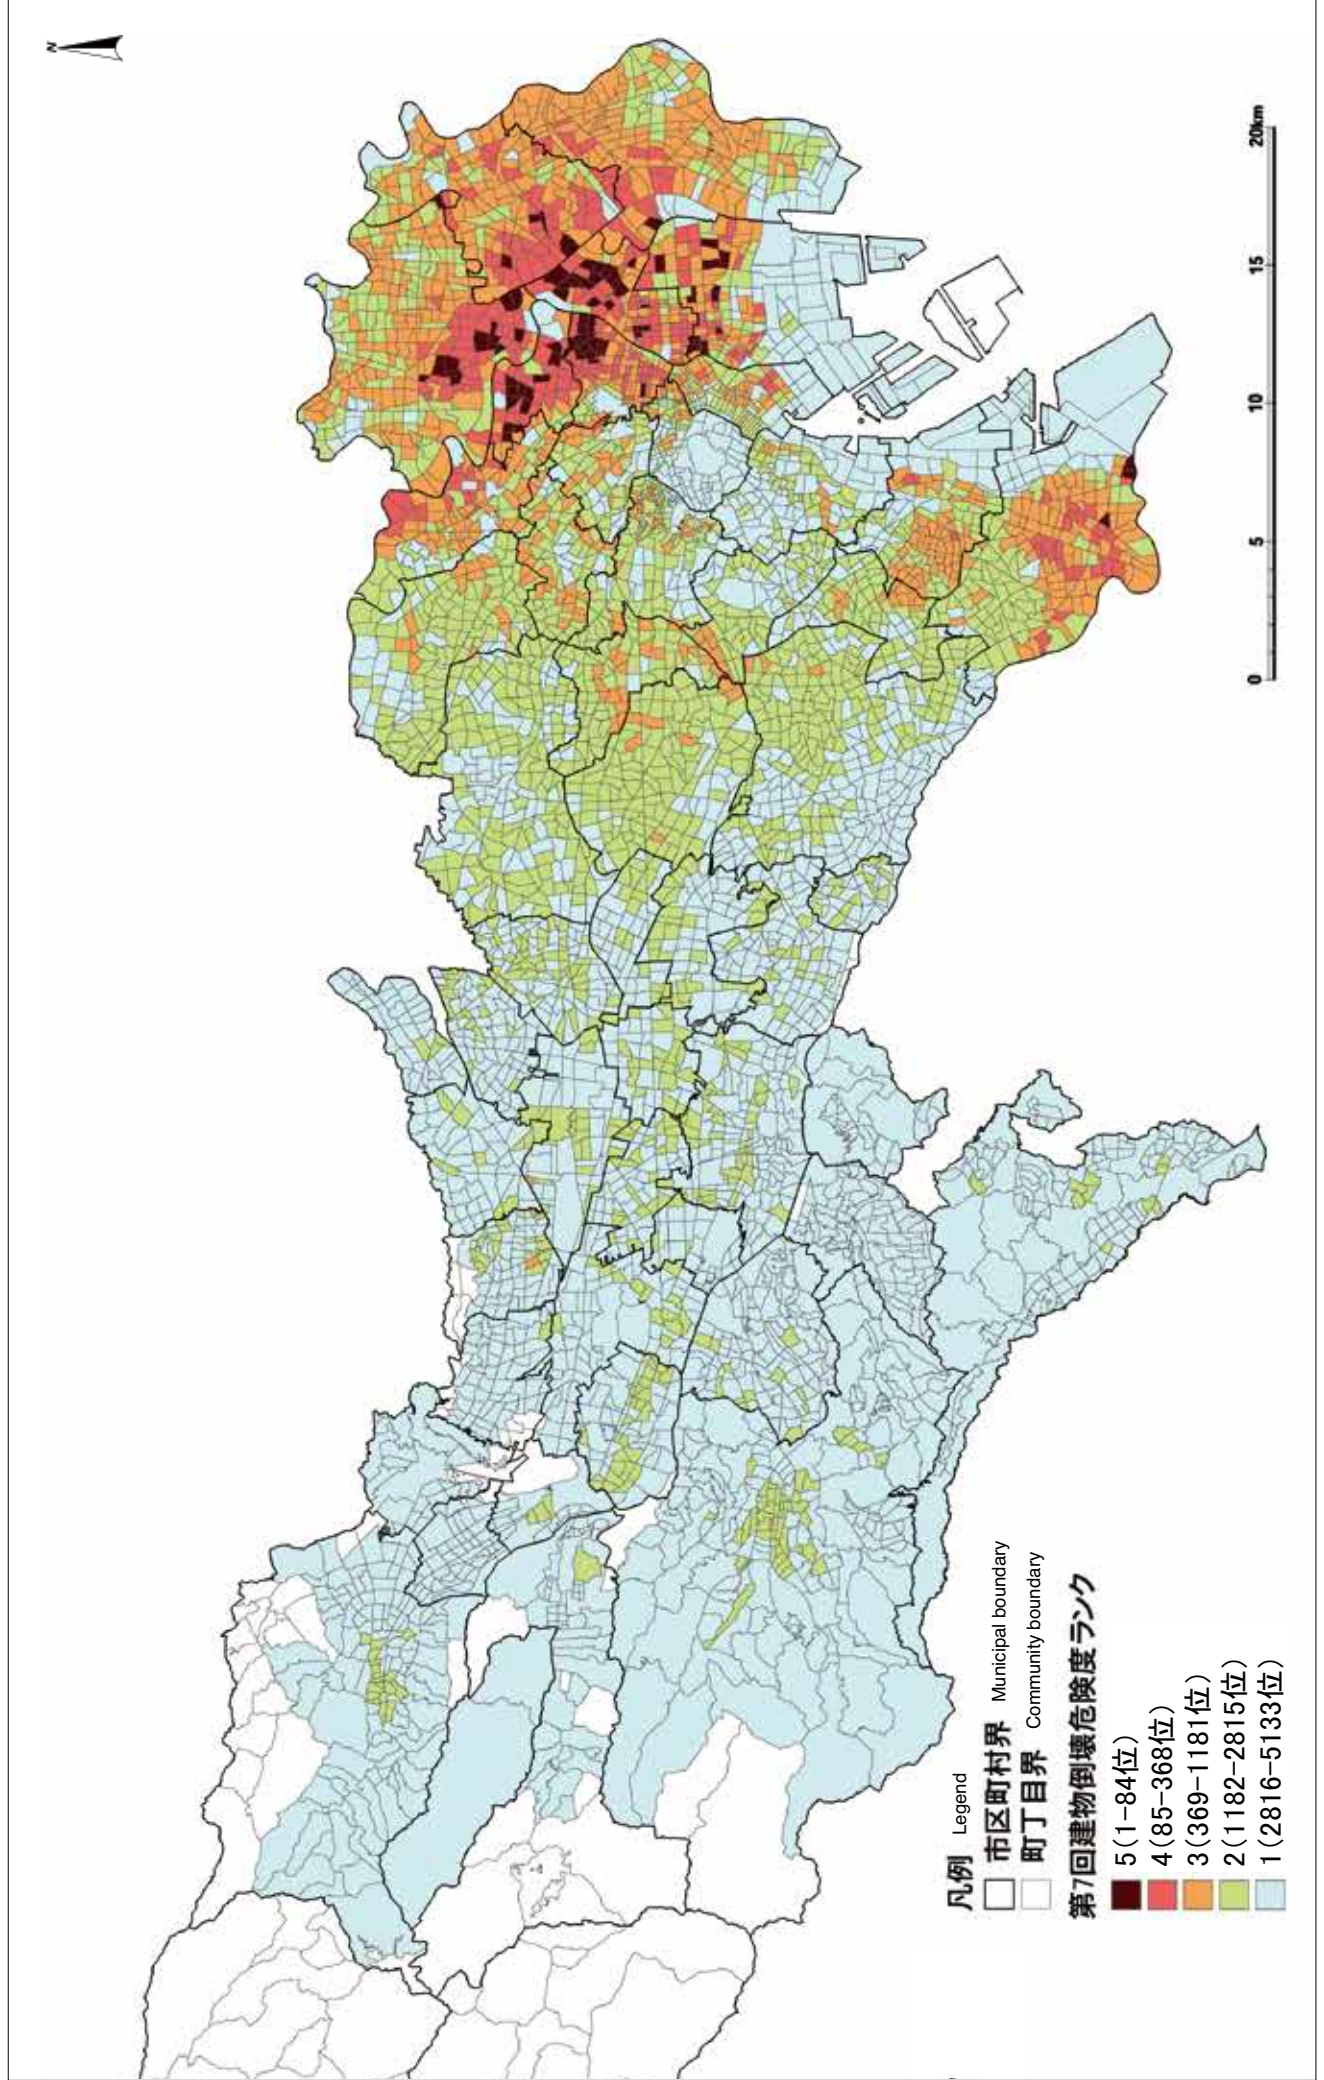 N
凡例 Legend
市区町村界 Municipal boundary
町丁目界 Community boundary
第7回建物倒壊危険度ランク
5(1-84位)
4(85-368位)
3(369-1181位)
2(1182-2815位)
1(2816-5133位)
0 5 10 15 20km